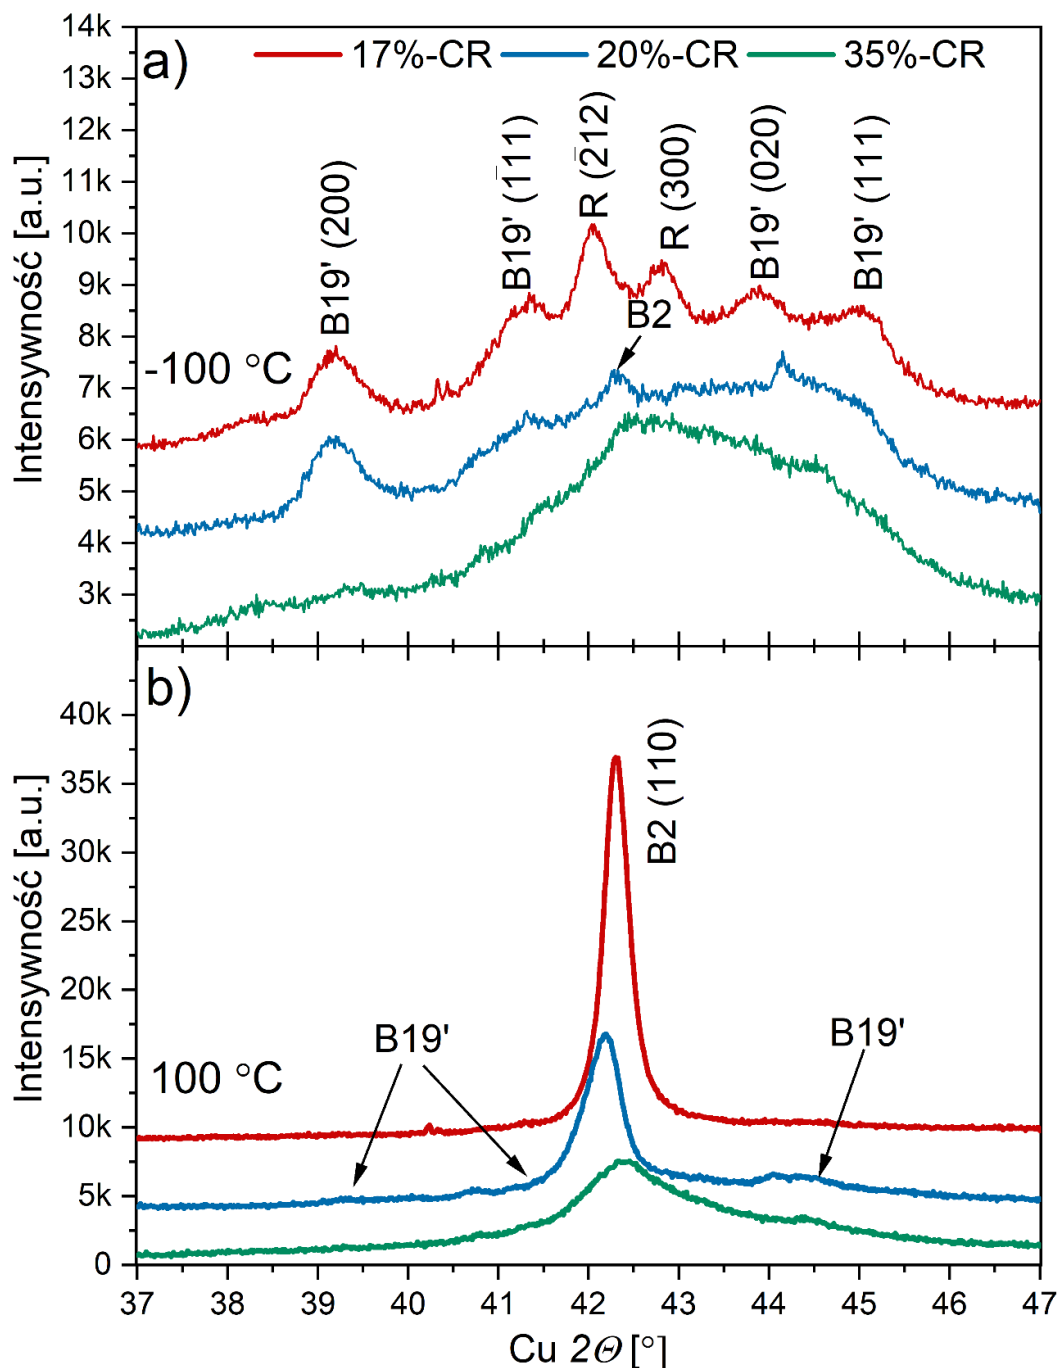 a)
17%-CR 20%-CR 35%-CR
Intensywność [a.u.]
14k
13k
12k
11k
10k
9k
8k
7k
6k
5k
4k
3k
B19' (200)
B19' (1̅11)
R (2̅12)
R (300)
B19' (020)
B19' (111)
B2
-100 °C
b)
Intensywność [a.u.]
40k
35k
30k
25k
20k
15k
10k
5k
0
B2 (110)
B19'
B19'
100 °C
37 38 39 40 41 42 43 44 45 46 47
Cu 2Θ [°]